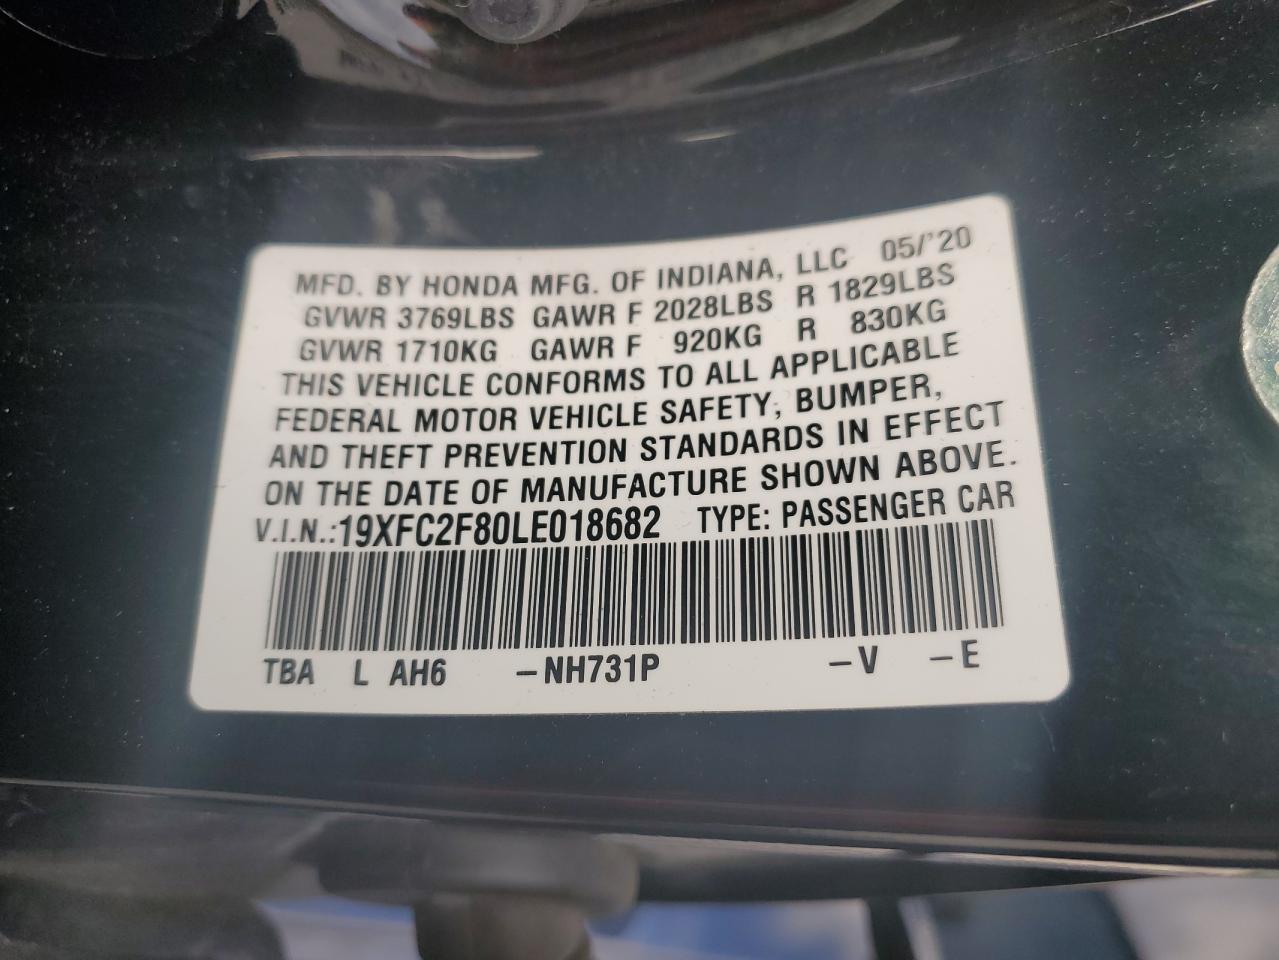 MFD. BY HONDA MFG. OF INDIANA, LLC 05/'20
GVWR 3769LBS GAWR F 2028LBS R 1829LBS
GVWR 1710KG GAWR F 920KG R 830KG
THIS VEHICLE CONFORMS TO ALL APPLICABLE
FEDERAL MOTOR VEHICLE SAFETY, BUMPER,
AND THEFT PREVENTION STANDARDS IN EFFECT
ON THE DATE OF MANUFACTURE SHOWN ABOVE.
V.I.N.:19XFC2F80LE018682 TYPE: PASSENGER CAR
TBA L AH6 –NH731P –V –E